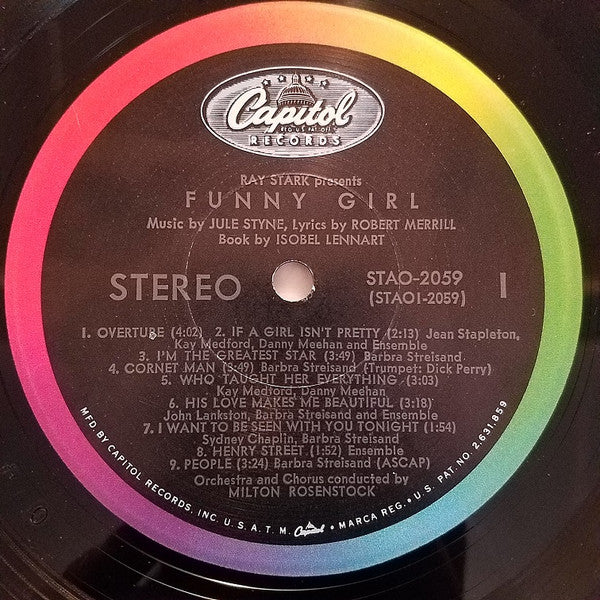 Capitol
REG. U.S. PAT. OFF.
RECORDS
RAY STARK presents
FUNNY GIRL
Music by JULE STYNE, Lyrics by ROBERT MERRILL
Book by ISOBEL LENNART
STEREO
STAO-2059
(STAO1-2059)
1
1. OVERTURE (4:02) 2. IF A GIRL ISN'T PRETTY (2:13) Jean Stapleton,
Kay Medford, Danny Meehan and Ensemble
3. I'M THE GREATEST STAR (3:49) Barbra Streisand
4. CORNET MAN (3:49) Barbra Streisand (Trumpet: Dick Perry)
5. WHO TAUGHT HER EVERYTHING (3:03)
Kay Medford, Danny Meehan
6. HIS LOVE MAKES ME BEAUTIFUL (3:18)
John Lankston, Barbra Streisand and Ensemble
7. I WANT TO BE SEEN WITH YOU TONIGHT (1:54)
Sydney Chaplin, Barbra Streisand
8. HENRY STREET (1:52) Ensemble
9. PEOPLE (3:24) Barbra Streisand (ASCAP)
Orchestra and Chorus conducted by
MILTON ROSENSTOCK
MFD. BY CAPITOL RECORDS, INC. U.S.A. T.M. Capitol • MARCA REG. • U.S. PAT. NO. 2,631,859